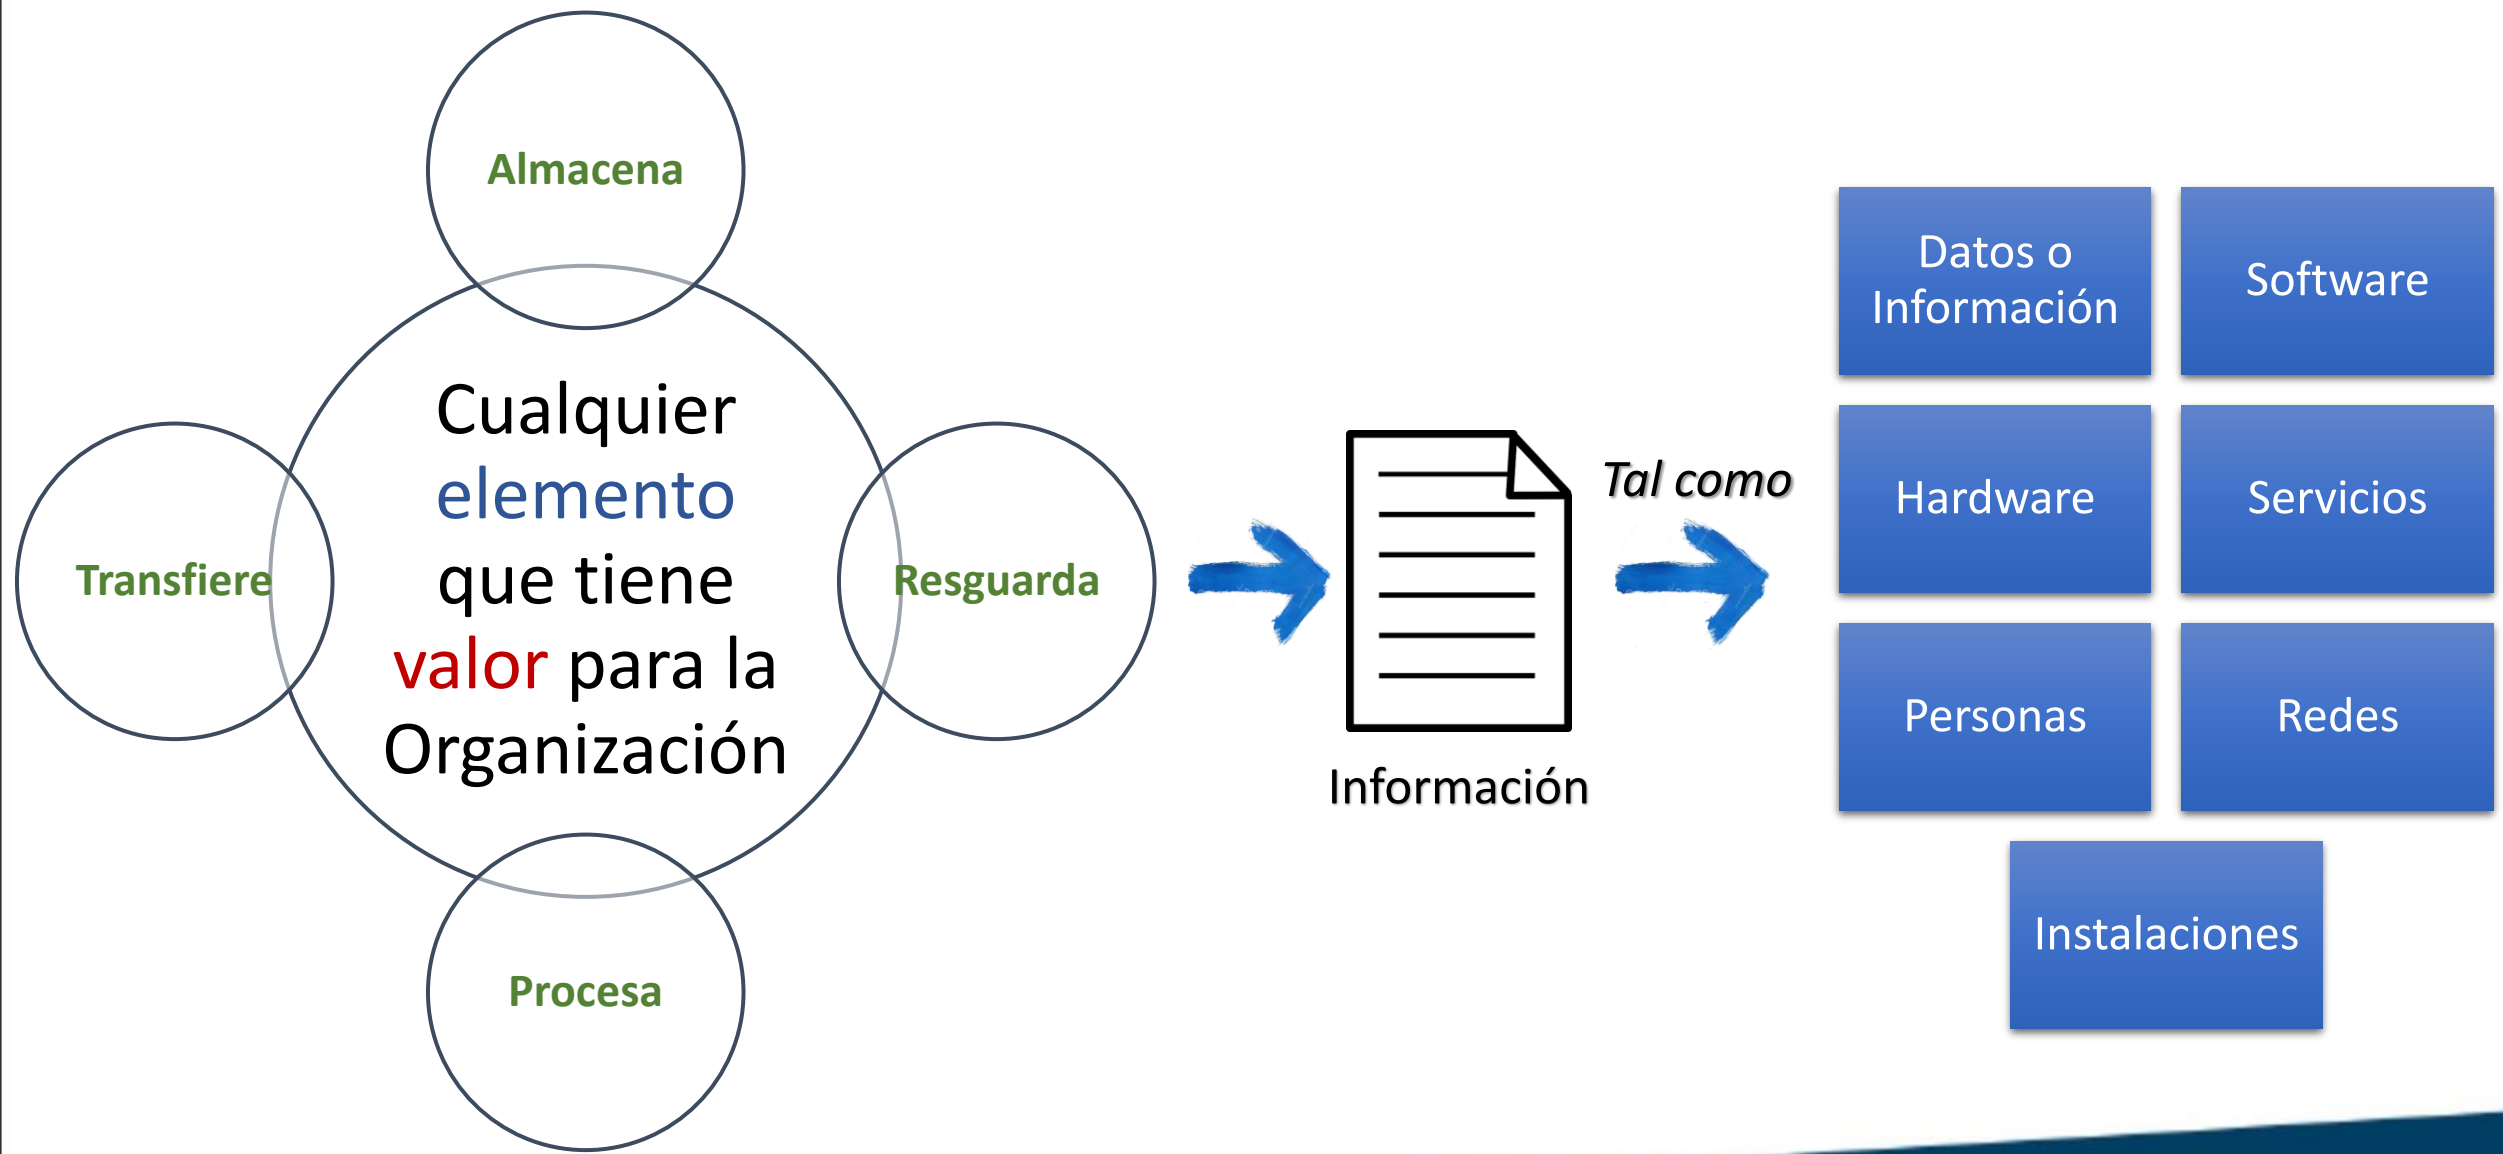 Almacena
Transfiere
Cualquier
elemento
que tiene
valor para la
Organización
Resguarda
Procesa
Información
Tal como
Datos o
Información
Software
Hardware
Servicios
Personas
Redes
Instalaciones